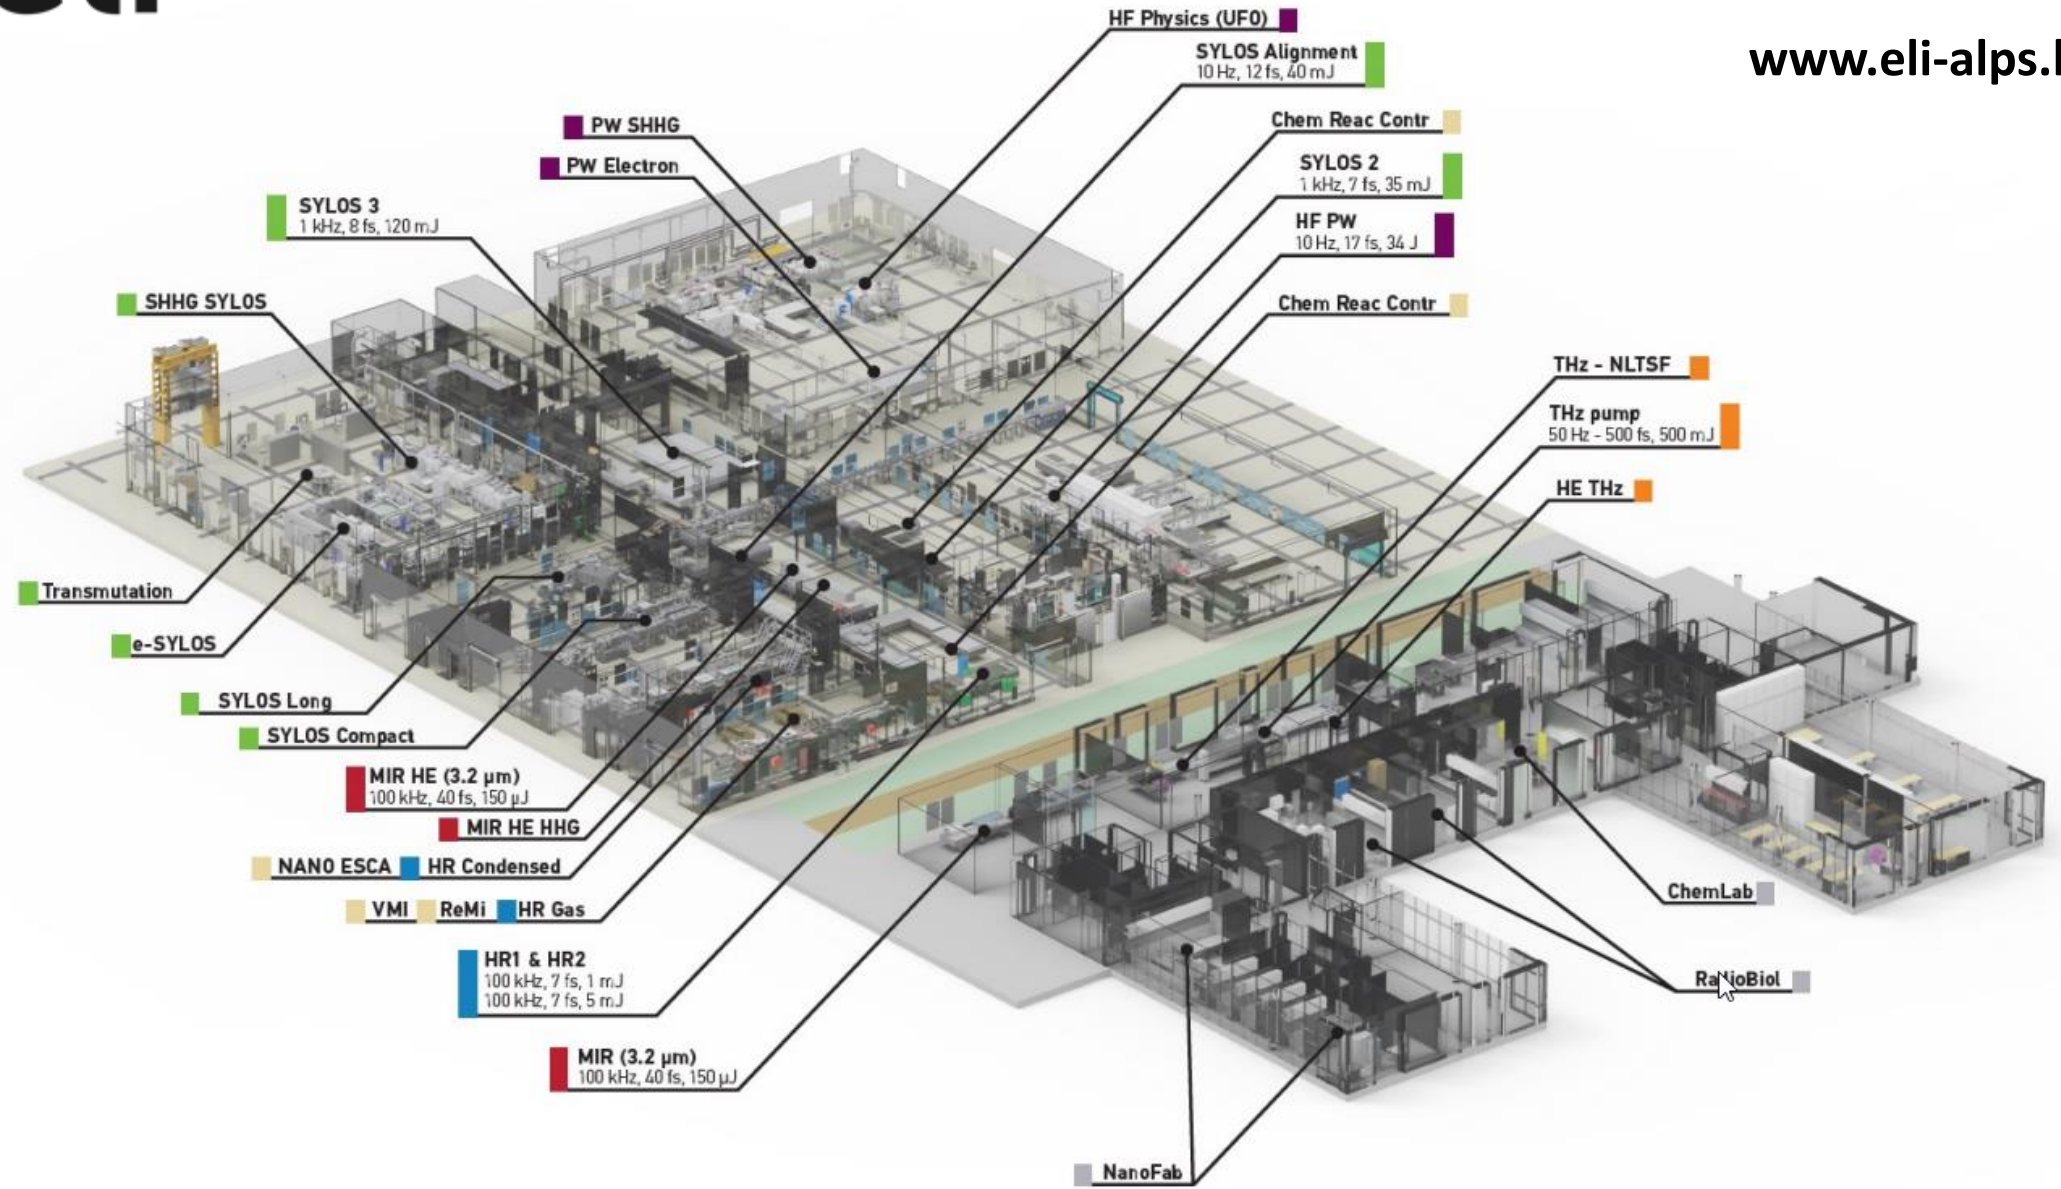 eli
www.eli-alps.
HF Physics (UFO)
SYLOS Alignment
10 Hz, 12 fs, 40 mJ
Chem Reac Contr
SYLOS 2
1 kHz, 7 fs, 35 mJ
HF PW
10 Hz, 17 fs, 34 J
Chem Reac Contr
PW SHHG
PW Electron
SYLOS 3
1 kHz, 8 fs, 120 mJ
SHHG SYLOS
THz - NLTSF
THz pump
50 Hz - 500 fs, 500 mJ
HE THz
Transmutation
e-SYLOS
SYLOS Long
SYLOS Compact
MIR HE (3.2 µm)
100 kHz, 40 fs, 150 µJ
MIR HE HHG
NANO ESCA HR Condensed
VMI ReMi HR Gas
HR1 & HR2
100 kHz, 7 fs, 1 mJ
100 kHz, 7 fs, 5 mJ
MIR (3.2 µm)
100 kHz, 40 fs, 150 µJ
ChemLab
RadioBiol
NanoFab